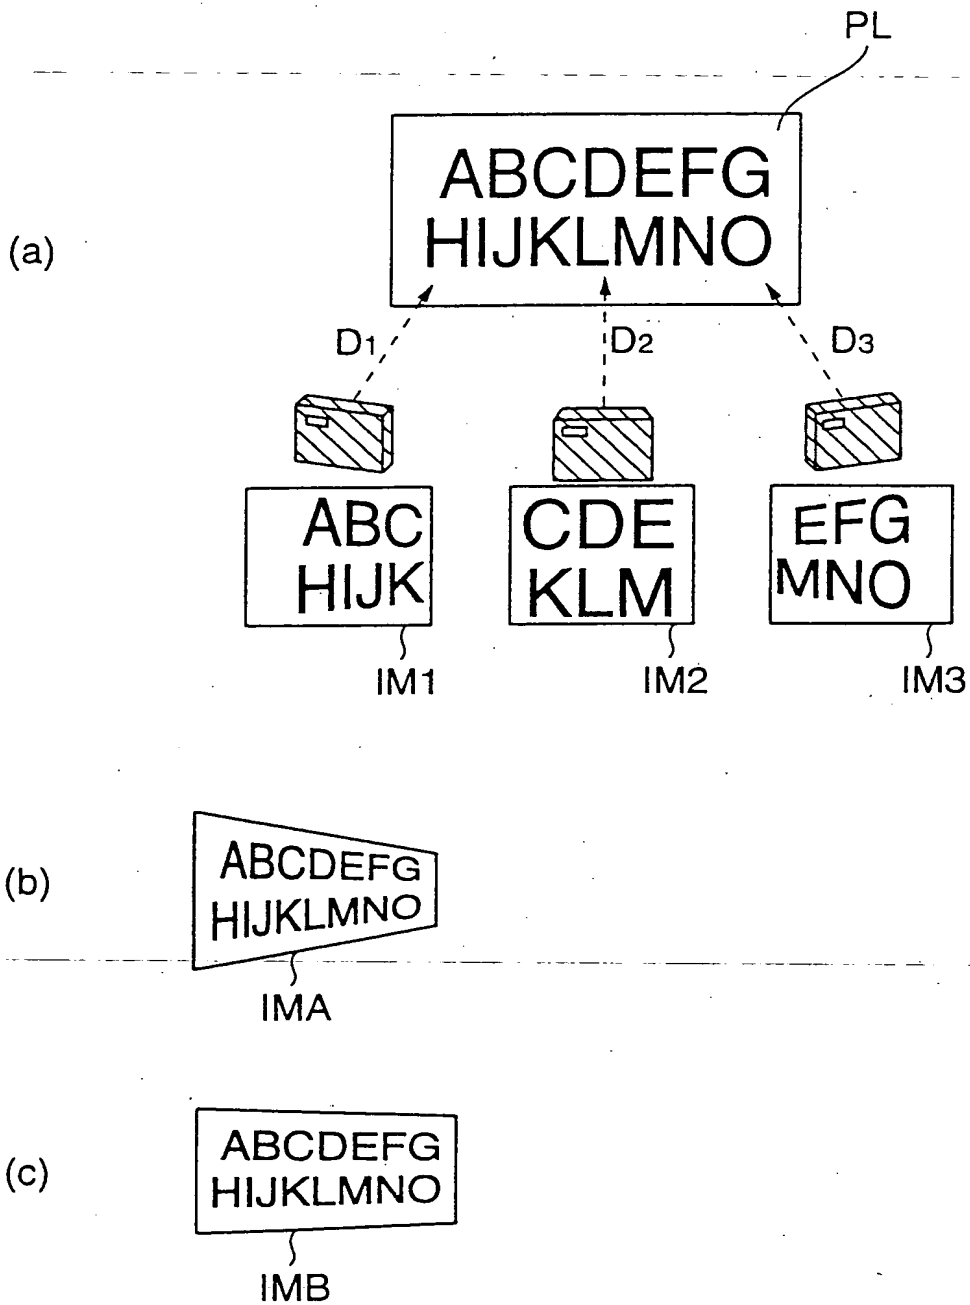 PL
(a)
ABCDEFG
HIJKLMNO
D1 D2 D3
ABC CDE EFG
HIJK KLM MNO
IM1 IM2 IM3
(b)
ABCDEFG
HIJKLMNO
IMA
(c)
ABCDEFG
HIJKLMNO
IMB